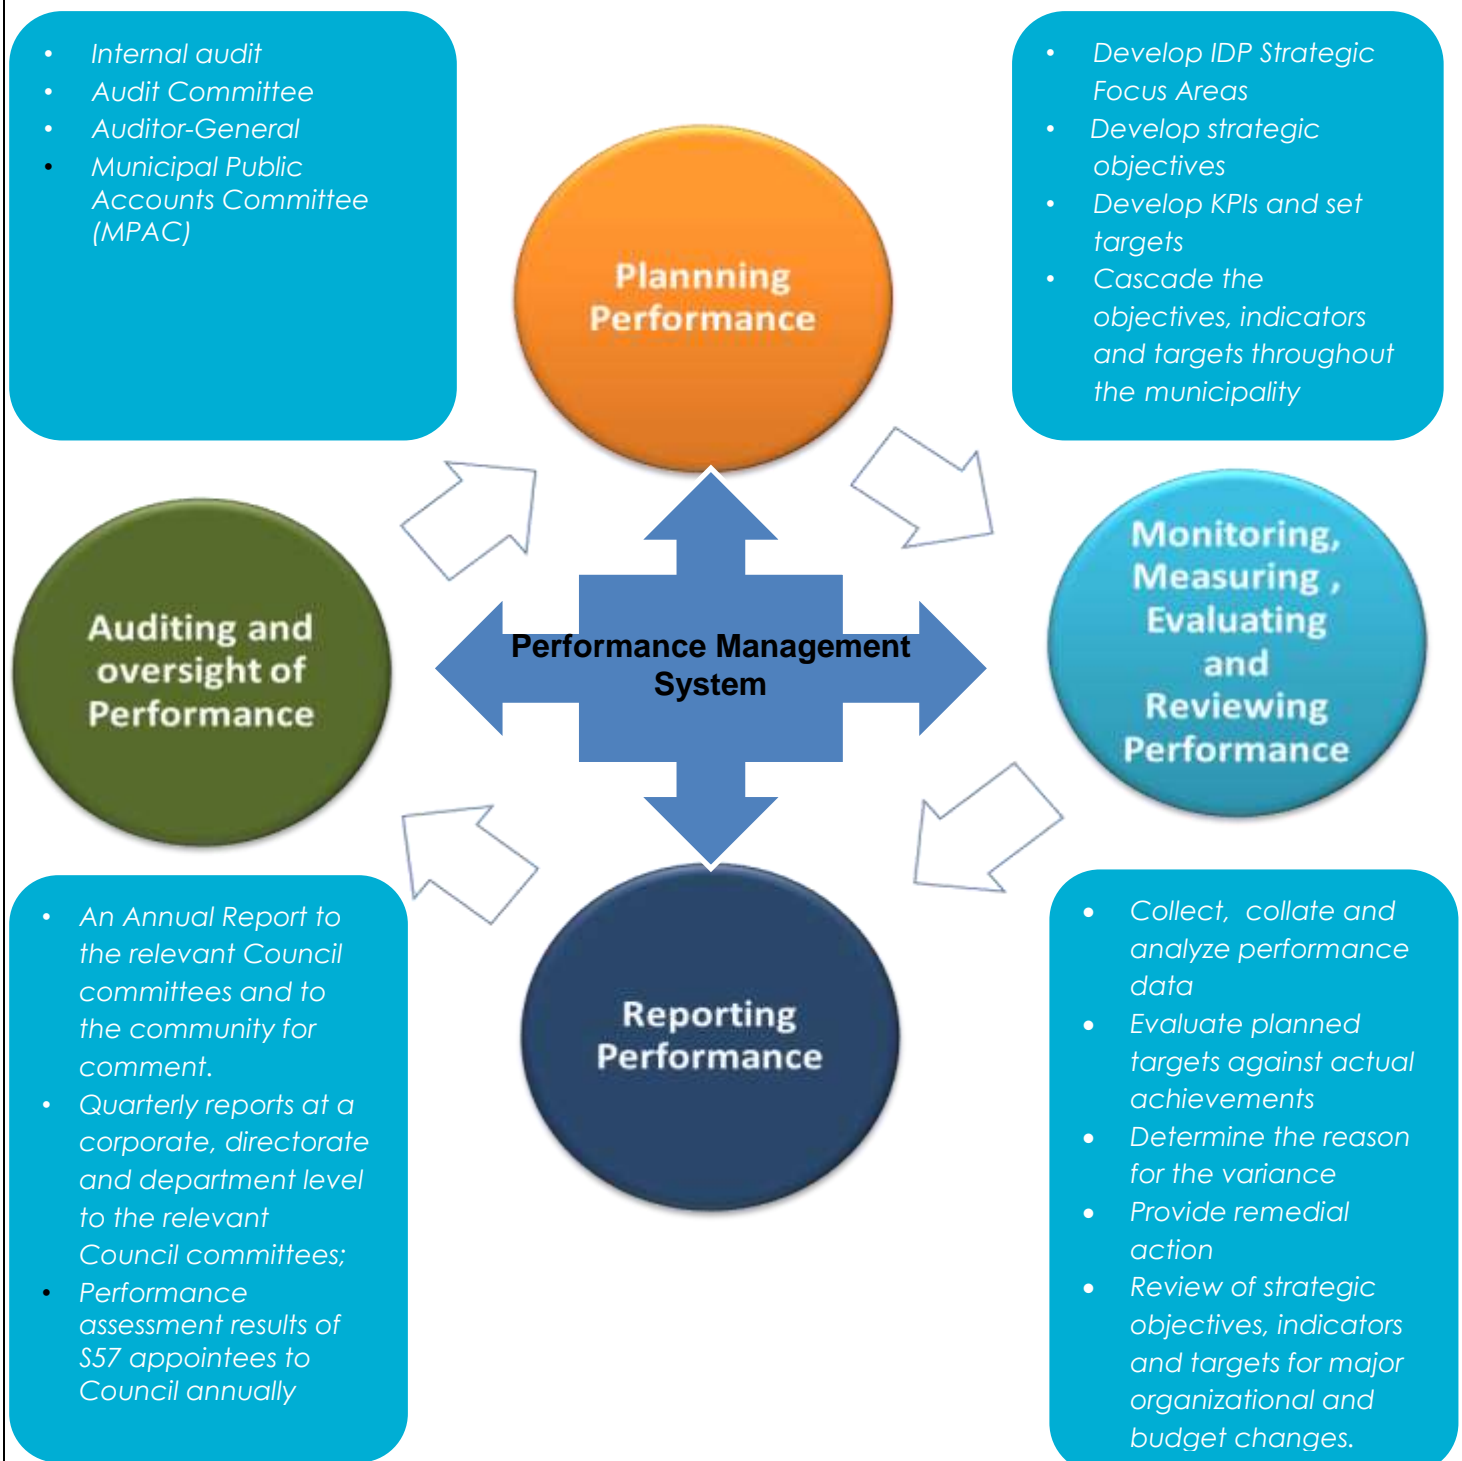 • Internal audit
• Audit Committee
• Auditor-General
• Municipal Public
Accounts Committee
(MPAC)
• Develop IDP Strategic
Focus Areas
• Develop strategic
objectives
• Develop KPIs and set
targets
• Cascade the
objectives, indicators
and targets throughout
the municipality
Plannning
Performance
Monitoring,
Measuring ,
Evaluating
and
Reviewing
Performance
Auditing and
oversight of
Performance
Performance Management
System
Reporting
Performance
• An Annual Report to
the relevant Council
committees and to
the community for
comment.
• Quarterly reports at a
corporate, directorate
and department level
to the relevant
Council committees;
• Performance
assessment results of
S57 appointees to
Council annually
• Collect, collate and
analyze performance
data
• Evaluate planned
targets against actual
achievements
• Determine the reason
for the variance
• Provide remedial
action
• Review of strategic
objectives, indicators
and targets for major
organizational and
budget changes.